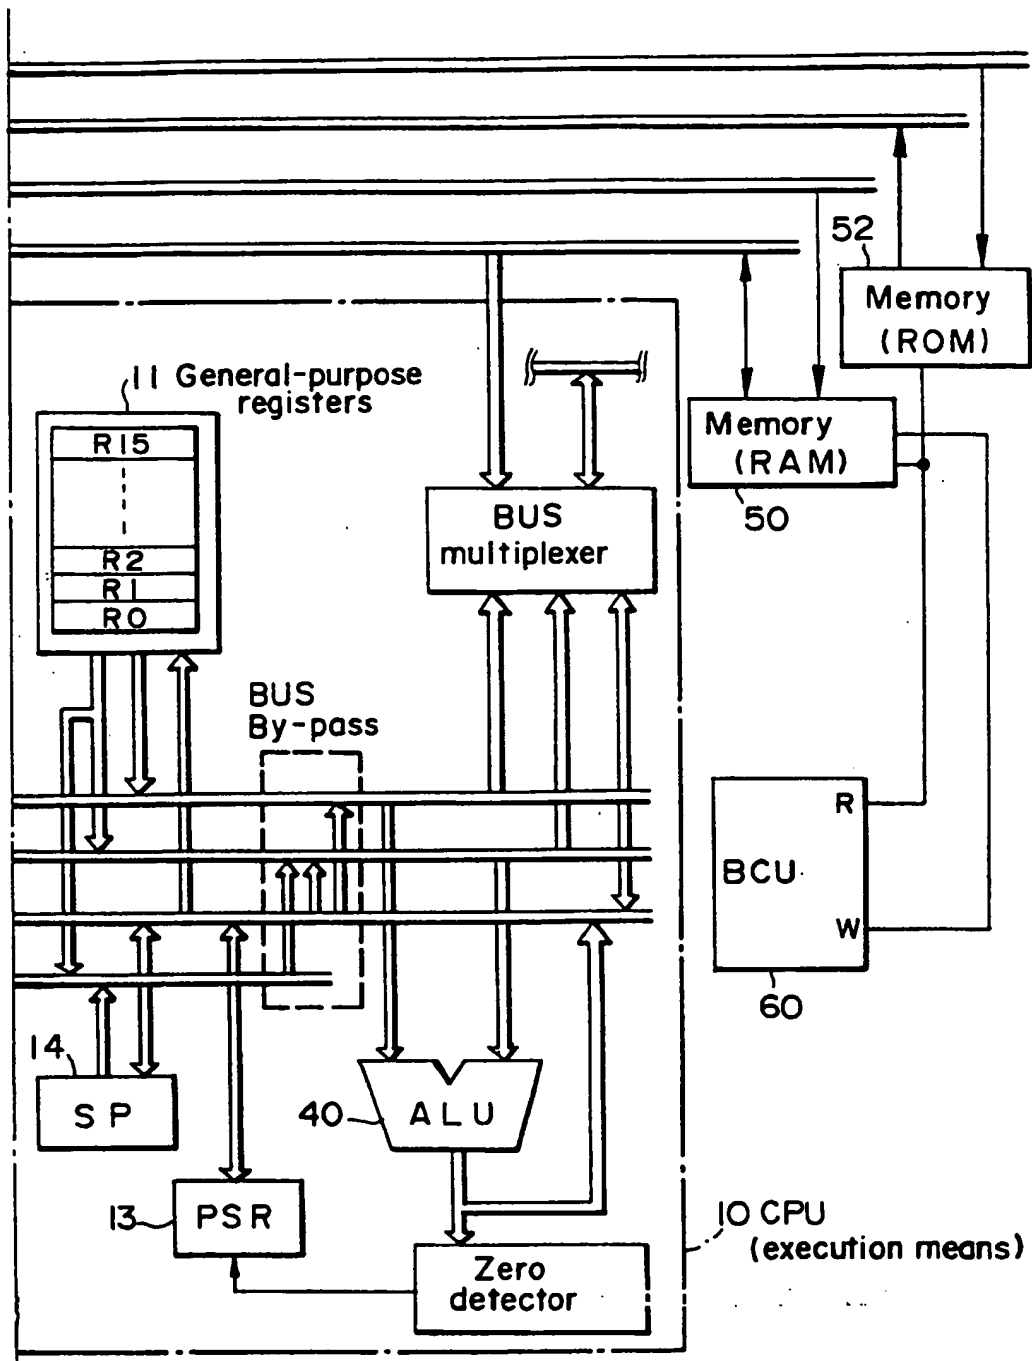 52
Memory
(ROM)
11 General-purpose
registers
R15
R2
R1
R0
Memory
(RAM)
50
BUS
multiplexer
BUS
By-pass
R
BCU
W
60
14
SP
40
ALU
13
PSR
10 CPU
(execution means)
Zero
detector